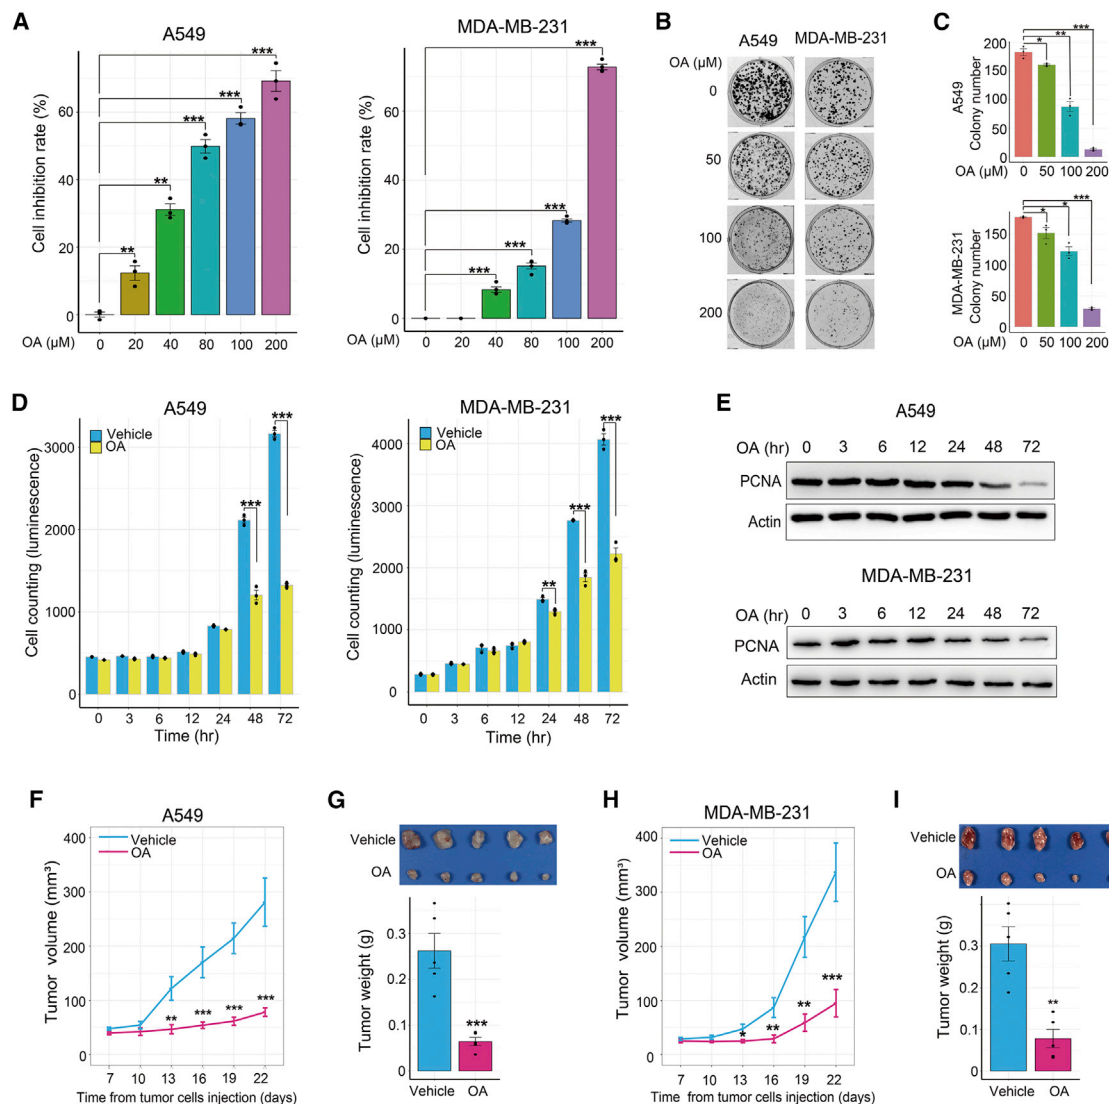 A
A549
Cell inhibition rate (%)
60
40
20
0
**
**
***
***
***
OA (μM)
0 20 40 80 100 200
MDA-MB-231
Cell inhibition rate (%)
60
40
20
0
***
***
***
***
OA (μM)
0 20 40 80 100 200
B
A549 MDA-MB-231
OA (μM)
0
50
100
200
C
A549
Colony number
200
150
100
50
0
*
**
***
OA (μM) 0 50 100 200
MDA-MB-231
Colony number
150
100
50
0
*
*
***
OA (μM) 0 50 100 200
D
A549
Vehicle
OA
Cell counting (luminescence)
3000
2000
1000
0
***
***
0 3 6 12 24 48 72
Time (hr)
MDA-MB-231
Vehicle
OA
Cell counting (luminescence)
4000
3000
2000
1000
0
**
***
***
0 3 6 12 24 48 72
Time (hr)
E
A549
OA (hr) 0 3 6 12 24 48 72
PCNA
Actin
MDA-MB-231
OA (hr) 0 3 6 12 24 48 72
PCNA
Actin
F
A549
Vehicle
OA
Tumor volume (mm³)
400
300
200
100
0
** *** *** ***
7 10 13 16 19 22
Time from tumor cells injection (days)
G
Vehicle
OA
Tumor weight (g)
0.3
0.2
0.1
0
***
Vehicle OA
H
MDA-MB-231
Vehicle
OA
Tumor volume (mm³)
400
300
200
100
0
* ** ** ***
7 10 13 16 19 22
Time from tumor cells injection (days)
I
Vehicle
OA
Tumor weight (g)
0.3
0.2
0.1
0
**
Vehicle OA